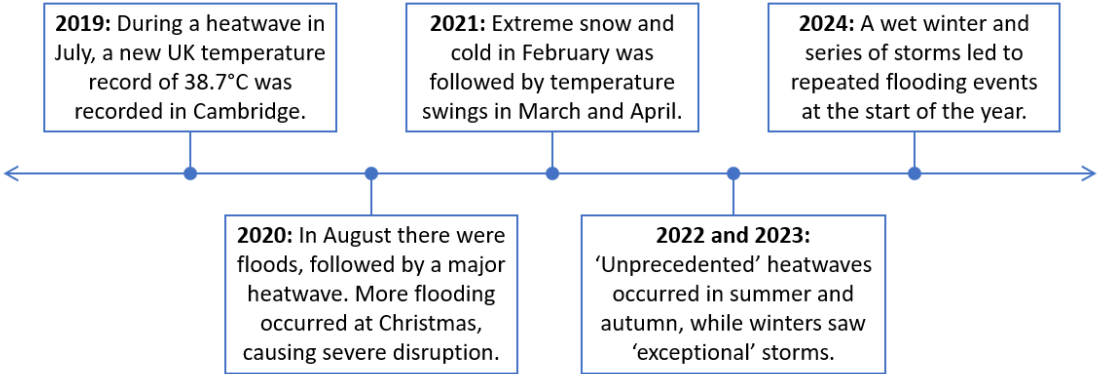 2019: During a heatwave in
July, a new UK temperature
record of 38.7°C was
recorded in Cambridge.
2020: In August there were
floods, followed by a major
heatwave. More flooding
occurred at Christmas,
causing severe disruption.
2021: Extreme snow and
cold in February was
followed by temperature
swings in March and April.
2022 and 2023:
‘Unprecedented’ heatwaves
occurred in summer and
autumn, while winters saw
‘exceptional’ storms.
2024: A wet winter and
series of storms led to
repeated flooding events
at the start of the year.